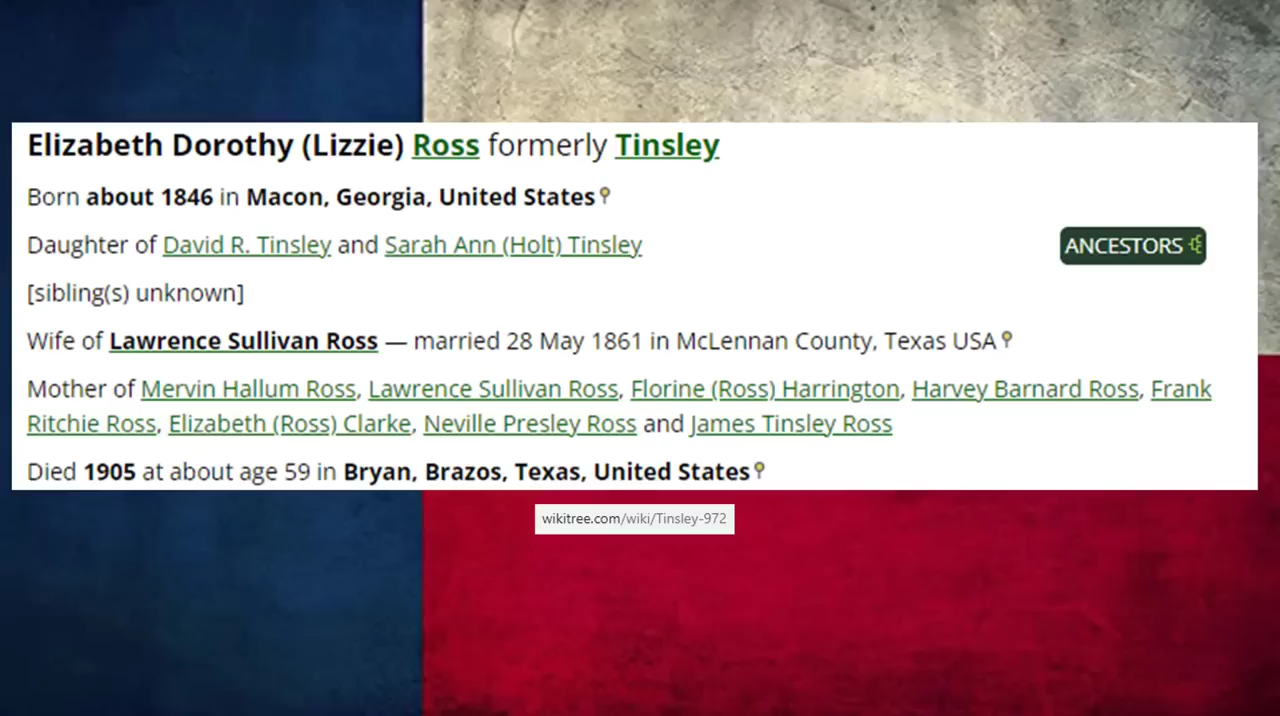 Elizabeth Dorothy (Lizzie) Ross formerly Tinsley
Born about 1846 in Macon, Georgia, United States
Daughter of David R. Tinsley and Sarah Ann (Holt) Tinsley
ANCESTORS
[sibling(s) unknown]
Wife of Lawrence Sullivan Ross — married 28 May 1861 in McLennan County, Texas USA
Mother of Mervin Hallum Ross, Lawrence Sullivan Ross, Florine (Ross) Harrington, Harvey Barnard Ross, Frank
Ritchie Ross, Elizabeth (Ross) Clarke, Neville Presley Ross and James Tinsley Ross
Died 1905 at about age 59 in Bryan, Brazos, Texas, United States
wikitree.com/wiki/Tinsley-972